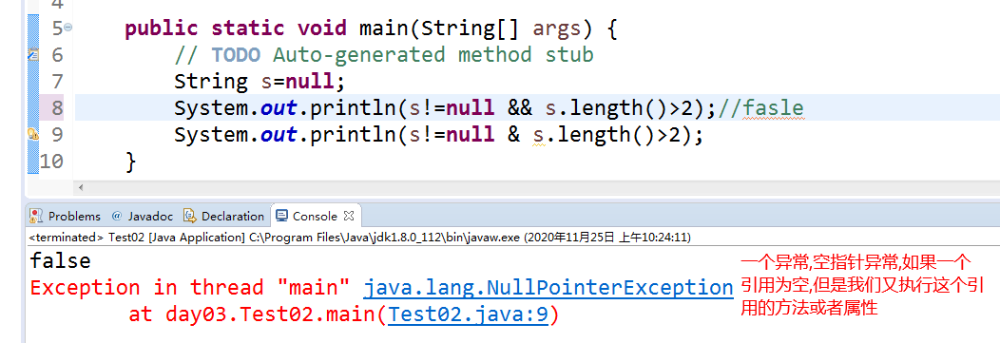 4
5 public static void main(String[] args) {
6 // TODO Auto-generated method stub
7 String s=null;
8 System.out.println(s!=null && s.length()>2);//fasle
9 System.out.println(s!=null & s.length()>2);
10 }
Problems @ Javadoc Declaration Console
<terminated> Test02 [Java Application] C:\Program Files\Java\jdk1.8.0_112\bin\javaw.exe (2020年11月25日 上午10:24:11)
false
Exception in thread "main" java.lang.NullPointerException
at day03.Test02.main(Test02.java:9)
一个异常,空指针异常,如果一个
引用为空,但是我们又执行这个引
用的方法或者属性